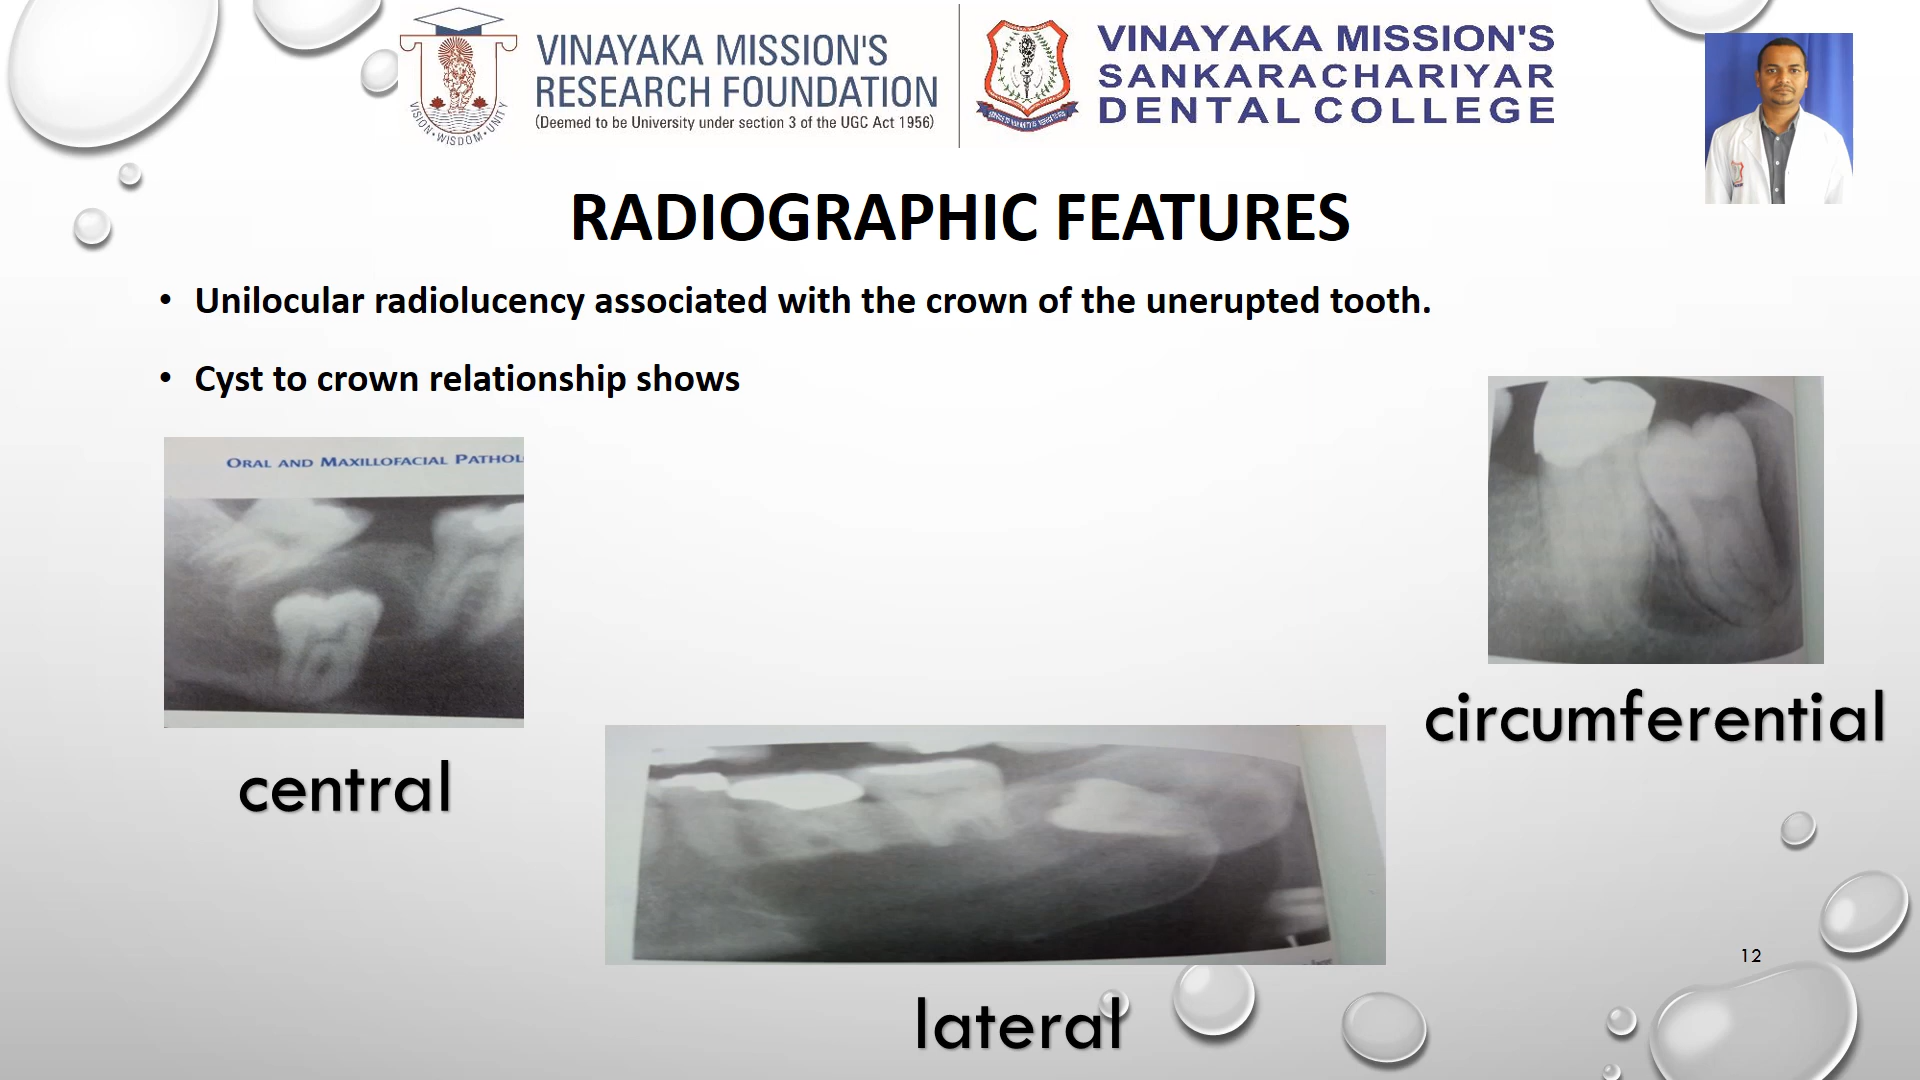 VINAYAKA MISSION'S
RESEARCH FOUNDATION
(Deemed to be University under section 3 of the UGC Act 1956)
VISION • WISDOM • UNITY
VINAYAKA MISSION'S
SANKARACHARIYAR
DENTAL COLLEGE
RADIOGRAPHIC FEATURES
• Unilocular radiolucency associated with the crown of the unerupted tooth.
• Cyst to crown relationship shows
ORAL AND MAXILLOFACIAL PATHOL
circumferential
central
12
lateral